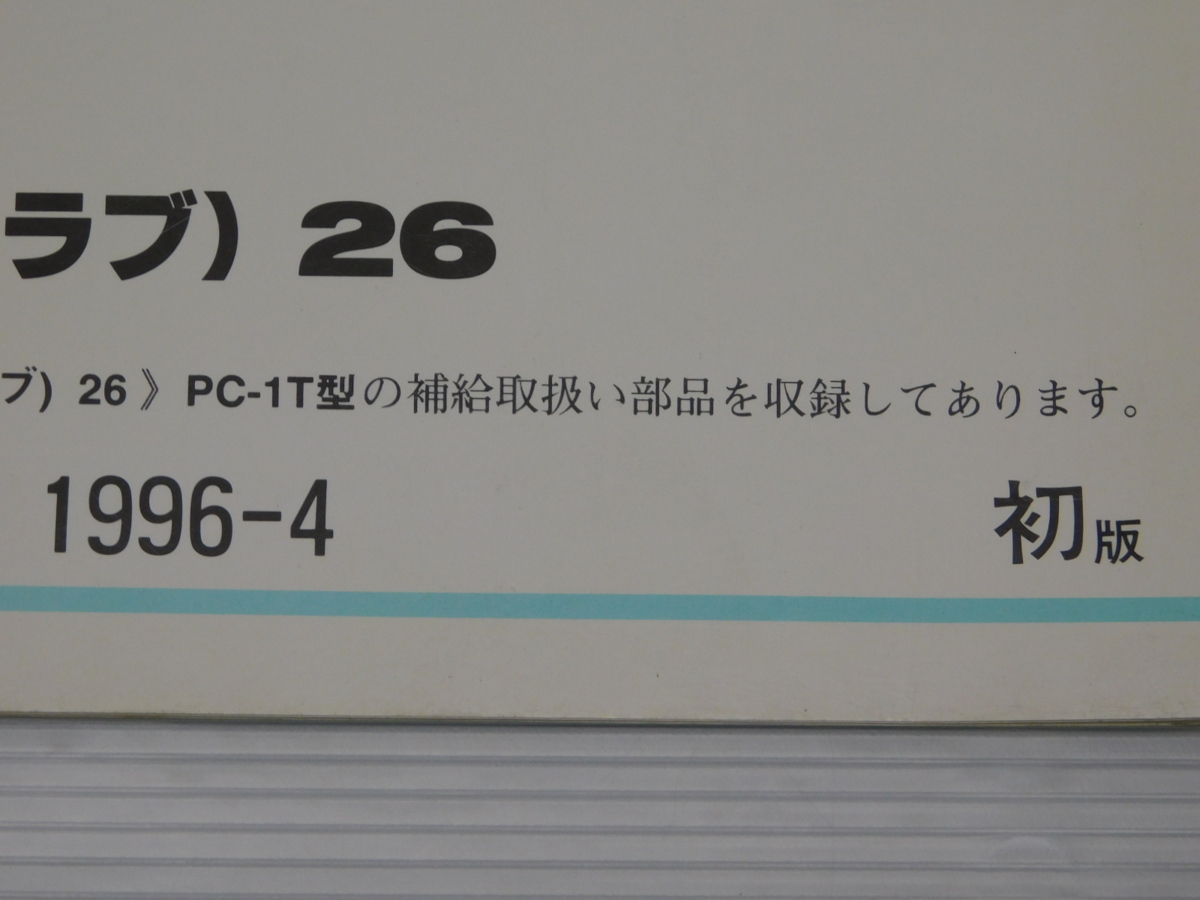 ラブ) 26
ブ) 26》 PC-1T型の補給取扱い部品を収録してあります。
1996-4 初版